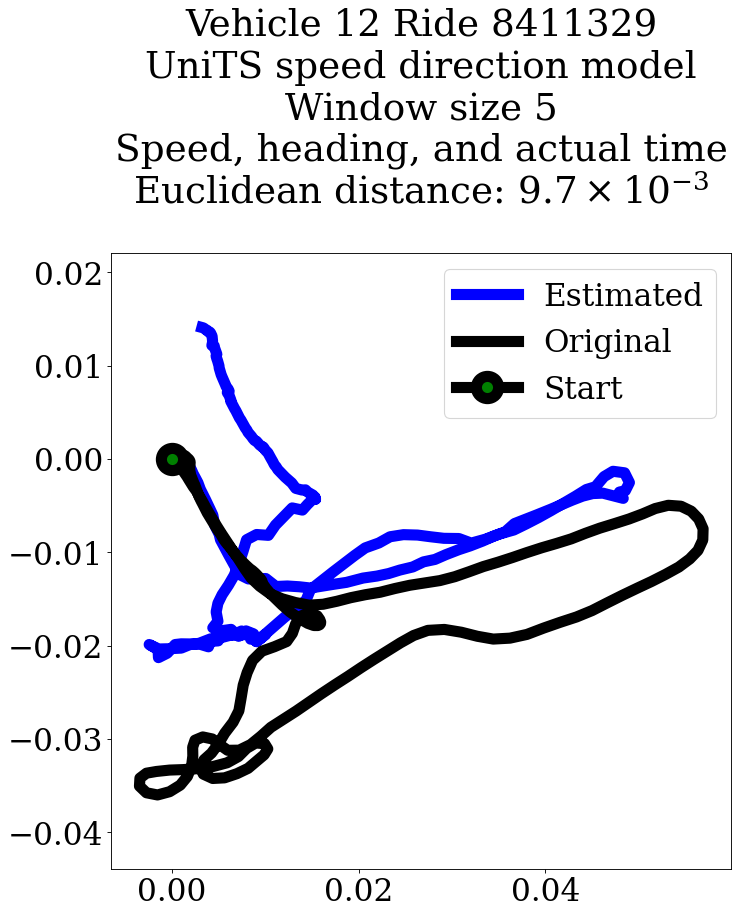 Vehicle 12 Ride 8411329
UniTS speed direction model
Window size 5
Speed, heading, and actual time
Euclidean distance: 9.7 × 10⁻³
Estimated
Original
Start
0.02
0.01
0.00
−0.01
−0.02
−0.03
−0.04
0.00 0.02 0.04